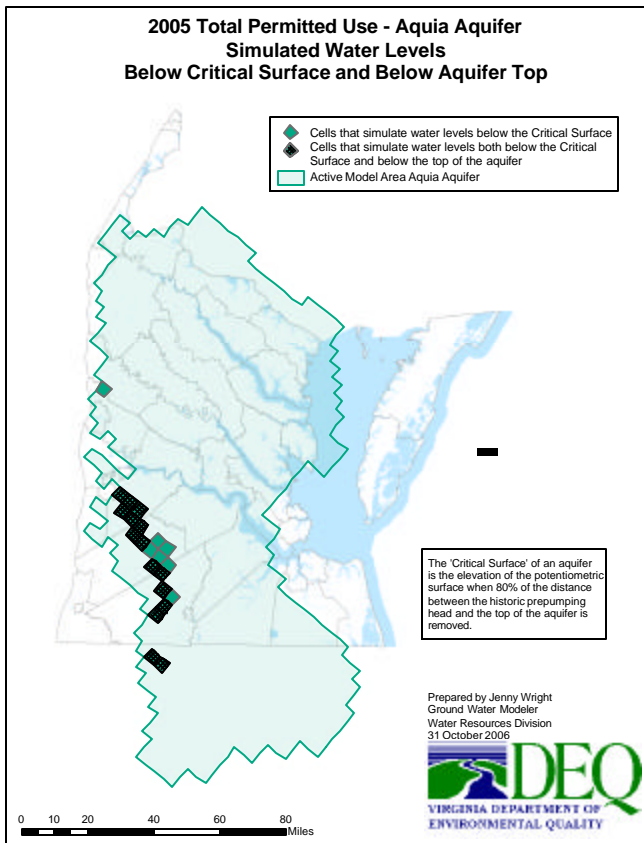 2005 Total Permitted Use - Aquia Aquifer
Simulated Water Levels
Below Critical Surface and Below Aquifer Top
Cells that simulate water levels below the Critical Surface
Cells that simulate water levels both below the Critical
Surface and below the top of the aquifer
Active Model Area Aquia Aquifer
The 'Critical Surface' of an aquifer
is the elevation of the potentiometric
surface when 80% of the distance
between the historic prepumping
head and the top of the aquifer is
removed.
Prepared by Jenny Wright
Ground Water Modeler
Water Resources Division
31 October 2006
DEQ
VIRGINIA DEPARTMENT OF
ENVIRONMENTAL QUALITY
0 20 40 60 80
Miles